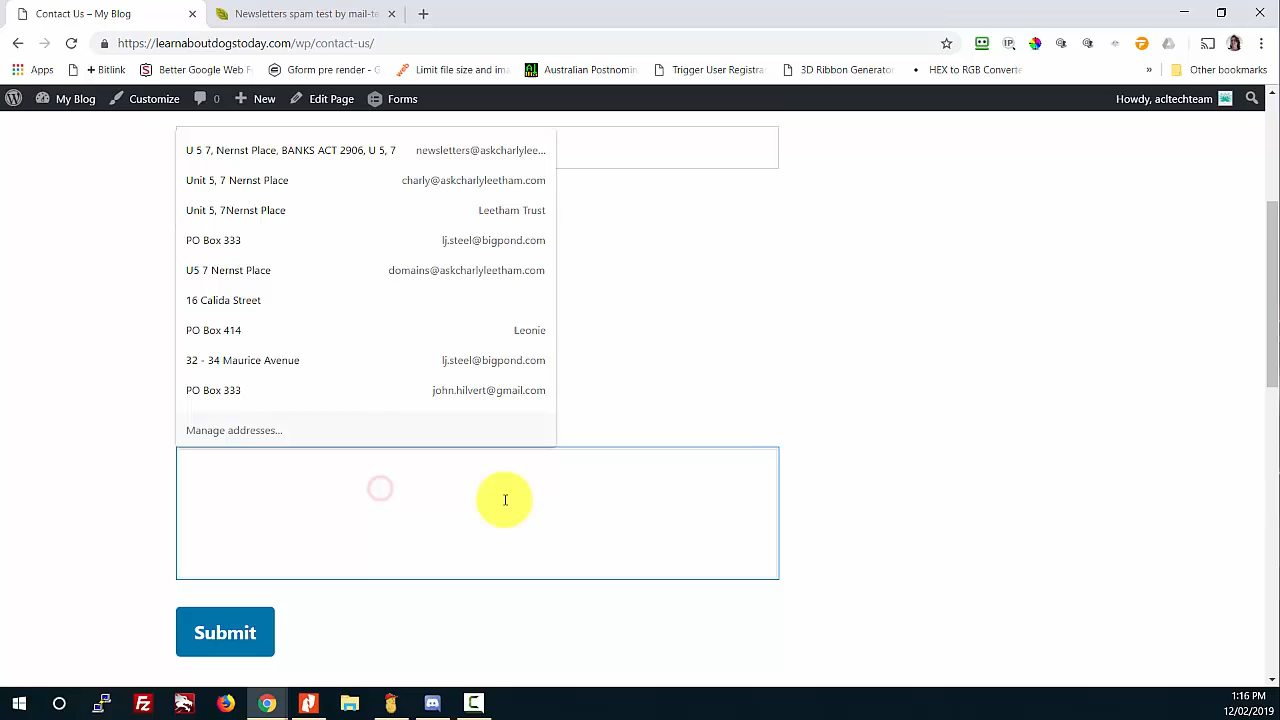 Contact Us – My Blog
Newsletters spam test by mail-te
https://learnaboutdogstoday.com/wp/contact-us/
Apps
+ Bitlink
Better Google Web F
Gform pre render - G
Limit file size and ima
Australian Postnomin
Trigger User Registra
3D Ribbon Generator
HEX to RGB Converte
»
Other bookmarks
My Blog
Customize
0
New
Edit Page
Forms
Howdy, acltechteam
U 5 7, Nernst Place, BANKS ACT 2906, U 5, 7 newsletters@askcharlylee...
Unit 5, 7 Nernst Place charly@askcharlyleetham.com
Unit 5, 7Nernst Place Leetham Trust
PO Box 333 lj.steel@bigpond.com
U5 7 Nernst Place domains@askcharlyleetham.com
16 Calida Street
PO Box 414 Leonie
32 - 34 Maurice Avenue lj.steel@bigpond.com
PO Box 333 john.hilvert@gmail.com
Manage addresses...
Submit
1:16 PM
12/02/2019